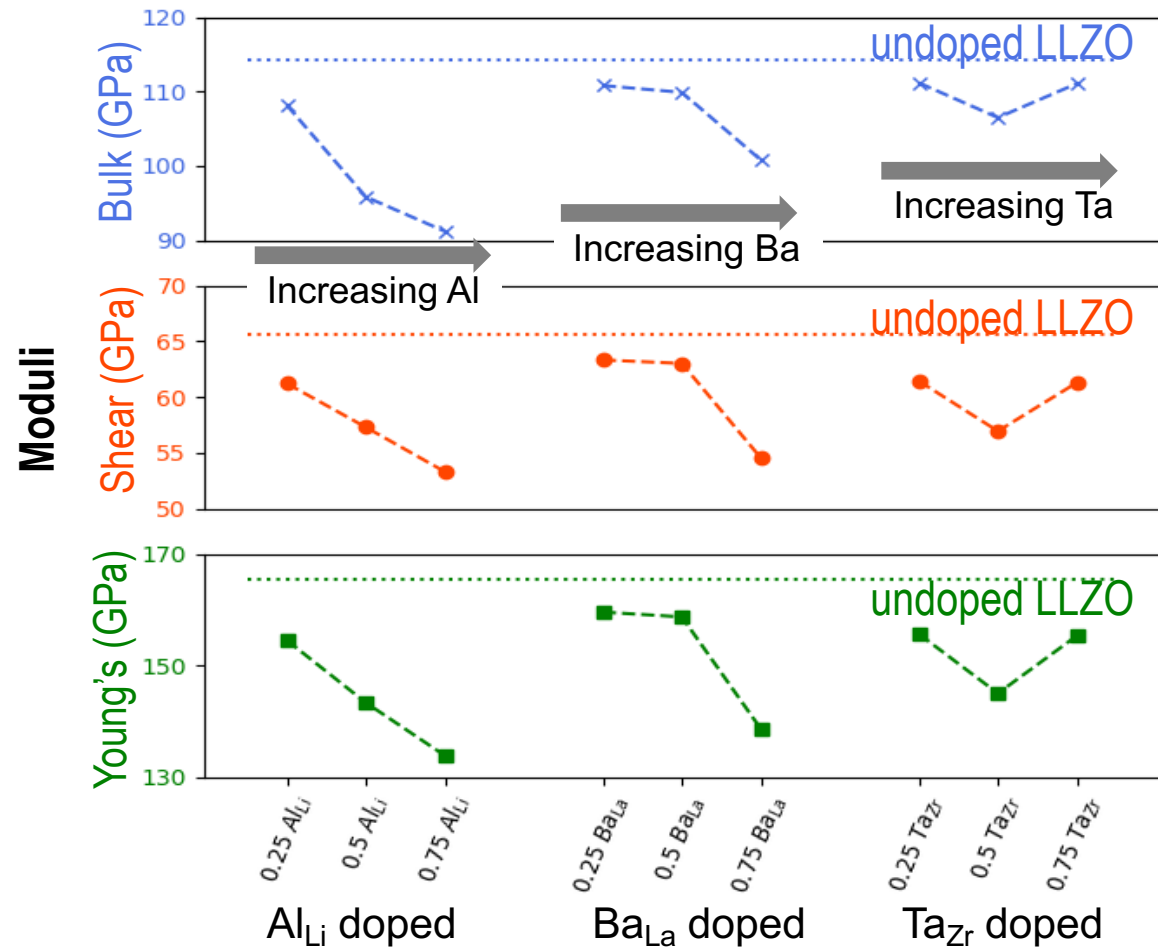 Moduli
Bulk (GPa)
120
110
100
90
undoped LLZO
Increasing Al
Increasing Ba
Increasing Ta
Shear (GPa)
70
65
60
55
50
undoped LLZO
Young's (GPa)
170
150
130
undoped LLZO
0.25 Al_Li
0.5 Al_Li
0.75 Al_Li
0.25 Ba_La
0.5 Ba_La
0.75 Ba_La
0.25 Ta_Zr
0.5 Ta_Zr
0.75 Ta_Zr
Al_Li doped
Ba_La doped
Ta_Zr doped